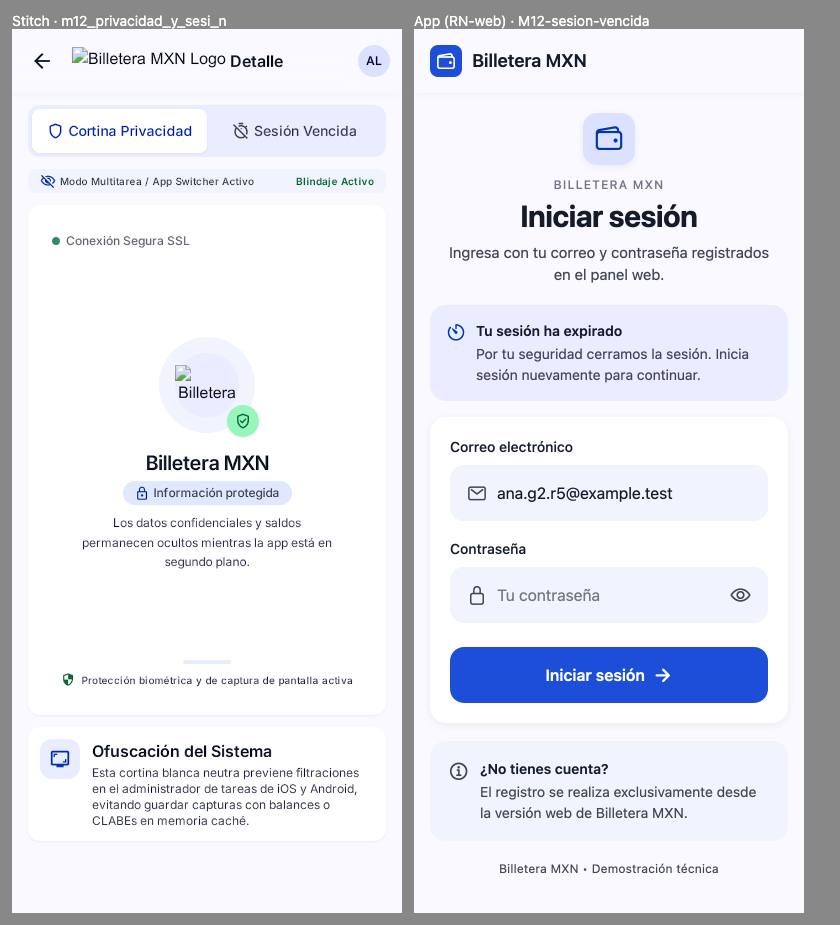 Stitch · m12_privacidad_y_sesi_n
Billetera MXN Logo Detalle
AL
Cortina Privacidad
Sesión Vencida
Modo Multitarea / App Switcher Activo
Blindaje Activo
Conexión Segura SSL
Billetera
Billetera MXN
Información protegida
Los datos confidenciales y saldos
permanecen ocultos mientras la app está en
segundo plano.
Protección biométrica y de captura de pantalla activa
Ofuscación del Sistema
Esta cortina blanca neutra previene filtraciones
en el administrador de tareas de iOS y Android,
evitando guardar capturas con balances o
CLABEs en memoria caché.
App (RN-web) · M12-sesion-vencida
Billetera MXN
BILLETERA MXN
Iniciar sesión
Ingresa con tu correo y contraseña registrados
en el panel web.
Tu sesión ha expirado
Por tu seguridad cerramos la sesión. Inicia
sesión nuevamente para continuar.
Correo electrónico
ana.g2.r5@example.test
Contraseña
Tu contraseña
Iniciar sesión
¿No tienes cuenta?
El registro se realiza exclusivamente desde
la versión web de Billetera MXN.
Billetera MXN • Demostración técnica